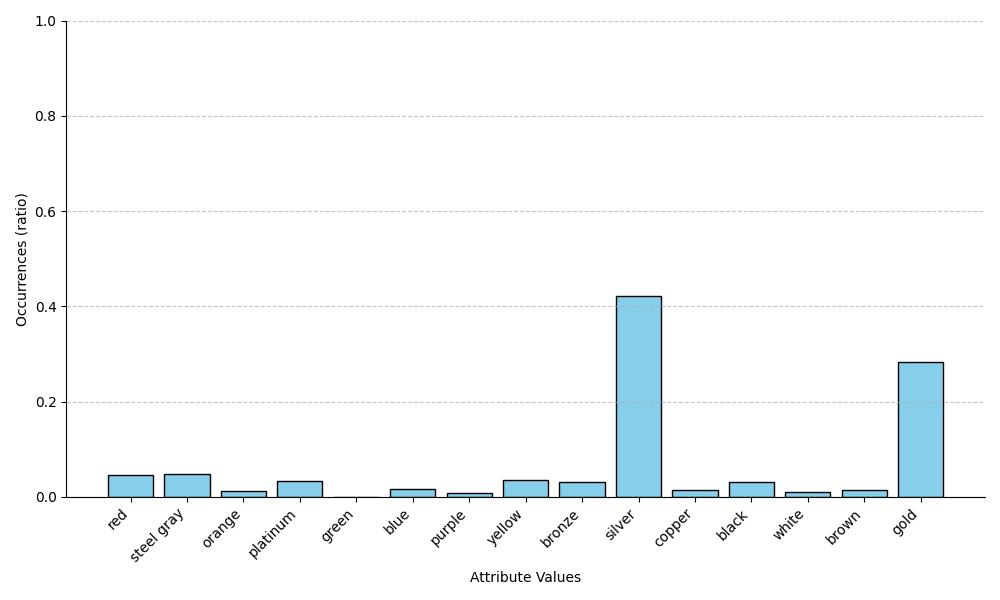 1.0
0.8
0.6
0.4
0.2
0.0
Occurrences (ratio)
red
steel gray
orange
platinum
green
blue
purple
yellow
bronze
silver
copper
black
white
brown
gold
Attribute Values